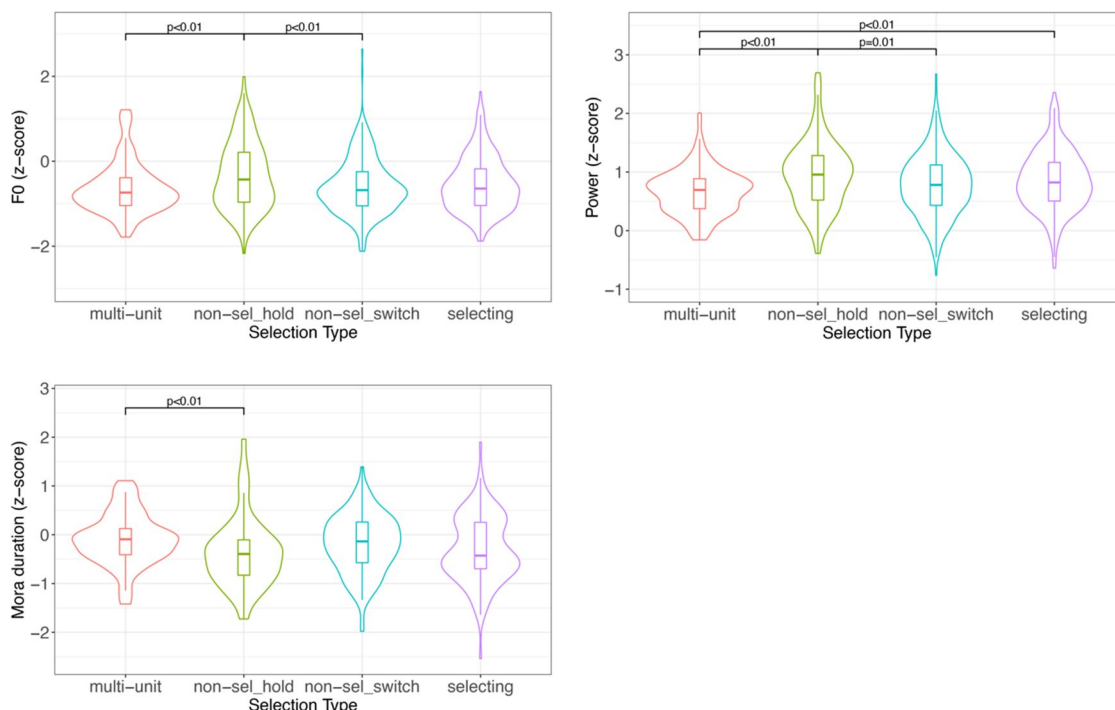 p<0.01
p<0.01
2
0
−2
F0 (z−score)
multi−unit non−sel_hold non−sel_switch selecting
Selection Type
p<0.01
p<0.01
p=0.01
3
2
1
0
−1
Power (z−score)
multi−unit non−sel_hold non−sel_switch selecting
Selection Type
3
p<0.01
2
1
0
−1
−2
Mora duration (z−score)
multi−unit non−sel_hold non−sel_switch selecting
Selection Type